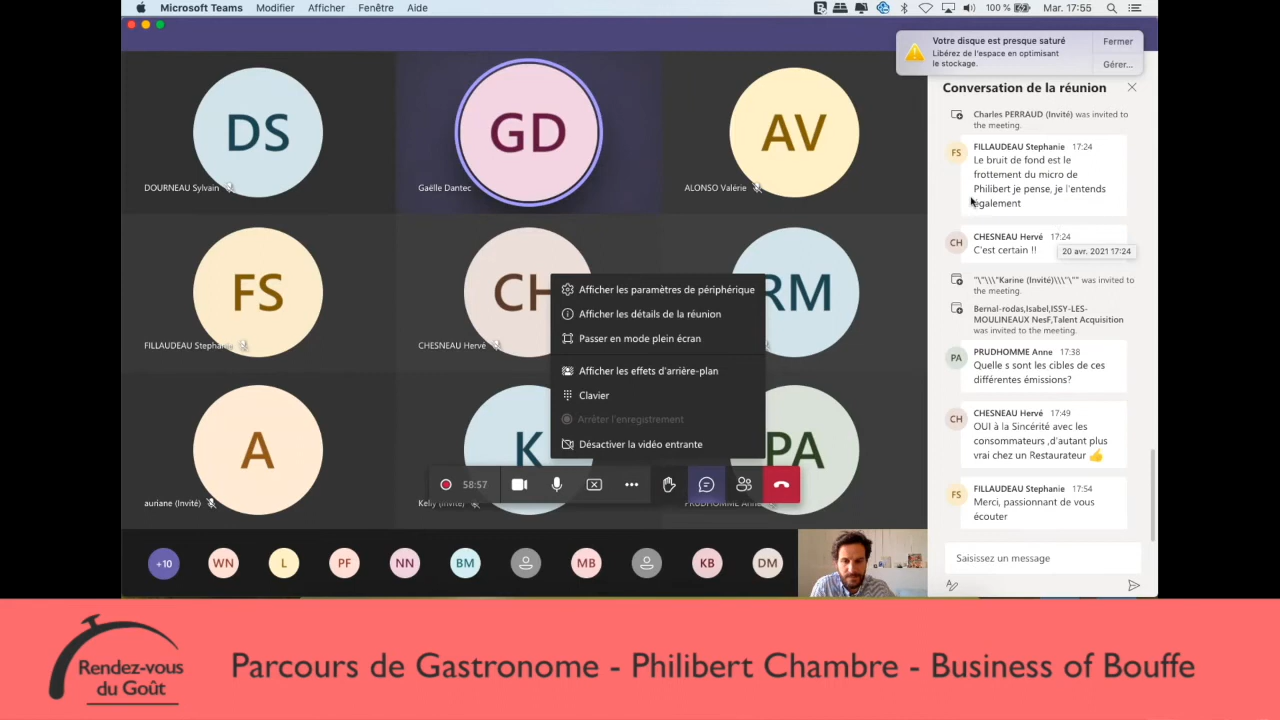 Microsoft Teams Modifier Afficher Fenêtre Aide
100 % Mar. 17:55
Votre disque est presque saturé
Libérez de l'espace en optimisant
le stockage.
Fermer
Gérer...
DS
DOURNEAU Sylvain
GD
Gaëlle Dantec
AV
ALONSO Valérie
FS
FILLAUDEAU Stephanie
CH
CHESNEAU Hervé
RM
A
auriane (Invité)
K
Kelly (Invité)
PA
PRUDHOMME Anne
Afficher les paramètres de périphérique
Afficher les détails de la réunion
Passer en mode plein écran
Afficher les effets d'arrière-plan
Clavier
Arrêter l'enregistrement
Désactiver la vidéo entrante
58:57
+10 WN L PF NN BM MB KB DM
Conversation de la réunion
Charles PERRAUD (Invité) was invited to
the meeting.
FS
FILLAUDEAU Stephanie 17:24
Le bruit de fond est le
frottement du micro de
Philibert je pense, je l'entends
également
CH
CHESNEAU Hervé 17:24
C'est certain !!
20 avr. 2021 17:24
"\"\\\"Karine (Invité)\\\"\"" was invited to
the meeting.
Bernal-rodas,Isabel,ISSY-LES-
MOULINEAUX NesF,Talent Acquisition
was invited to the meeting.
PA
PRUDHOMME Anne 17:38
Quelle s sont les cibles de ces
différentes émissions?
CH
CHESNEAU Hervé 17:49
OUI à la Sincérité avec les
consommateurs ,d'autant plus
vrai chez un Restaurateur 👍
FS
FILLAUDEAU Stephanie 17:54
Merci, passionnant de vous
écouter
Saisissez un message
Rendez-vous
du Goût
Parcours de Gastronome - Philibert Chambre - Business of Bouffe